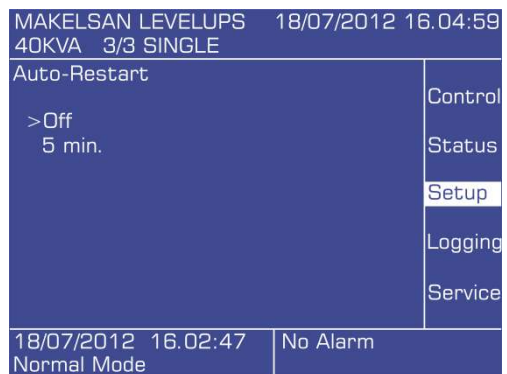 MAKELSAN LEVELUPS 18/07/2012 16.04:59
40KVA 3/3 SINGLE
Auto-Restart
>Off
5 min.
Control
Status
Setup
Logging
Service
18/07/2012 16.02:47 No Alarm
Normal Mode